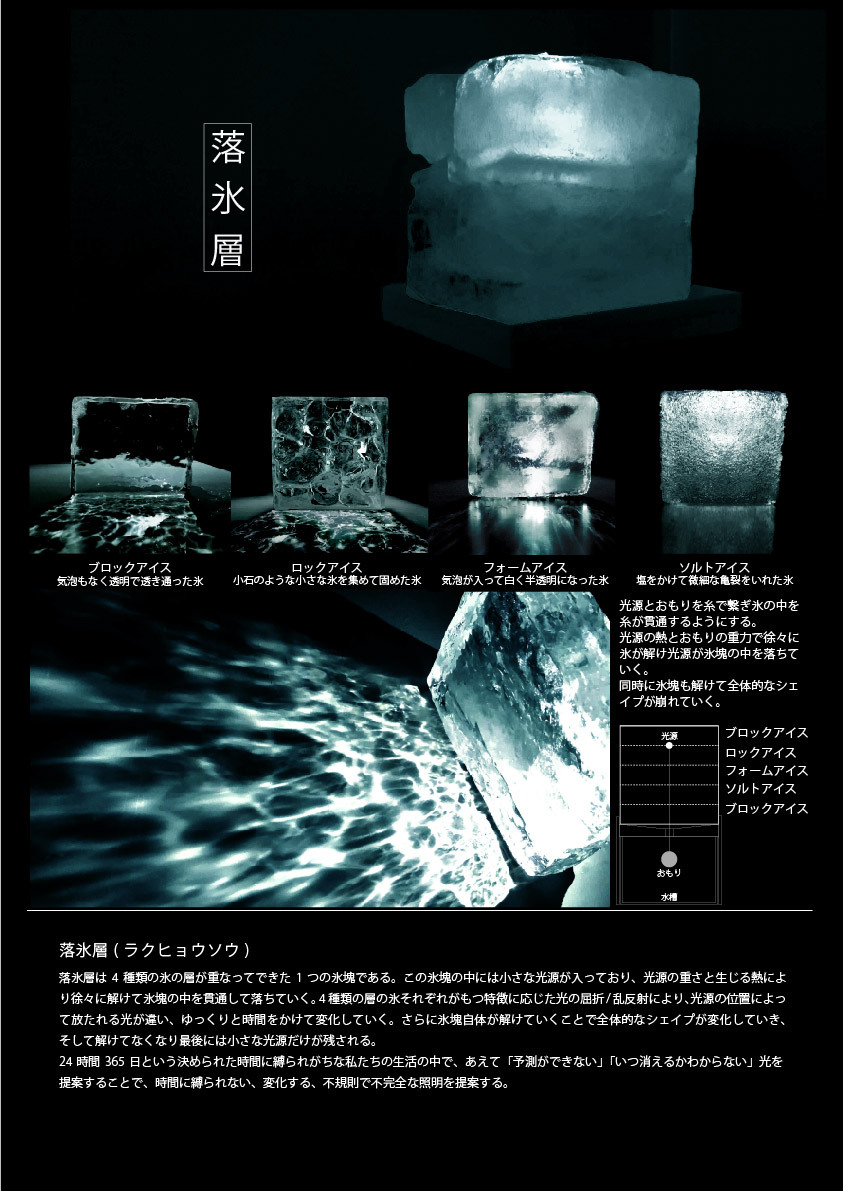 落氷層
ブロックアイス
気泡もなく透明で透き通った氷
ロックアイス
小石のような小さな氷を集めて固めた氷
フォームアイス
気泡が入って白く半透明になった氷
ソルトアイス
塩をかけて微細な亀裂をいれた氷
光源とおもりを糸で繋ぎ氷の中を
糸が貫通するようにする。
光源の熱とおもりの重力で徐々に
氷が解け光源が氷塊の中を落ちて
いく。
同時に氷塊も解けて全体的なシェ
イプが崩れていく。
光源
ブロックアイス
ロックアイス
フォームアイス
ソルトアイス
ブロックアイス
おもり
水槽
落氷層 ( ラクヒョウソウ )
落氷層は 4 種類の氷の層が重なってできた 1 つの氷塊である。この氷塊の中には小さな光源が入っており、光源の重さと生じる熱によ
り徐々に解けて氷塊の中を貫通して落ちていく。4 種類の層の氷それぞれがもつ特徴に応じた光の屈折/乱反射により、光源の位置によっ
て放たれる光が違い、ゆっくりと時間をかけて変化していく。さらに氷塊自体が解けていくことで全体的なシェイプが変化していき、
そして解けてなくなり最後には小さな光源だけが残される。
24 時間 365 日という決められた時間に縛られがちな私たちの生活の中で、あえて「予測ができない」「いつ消えるかわからない」光を
提案することで、時間に縛られない、変化する、不規則で不完全な照明を提案する。